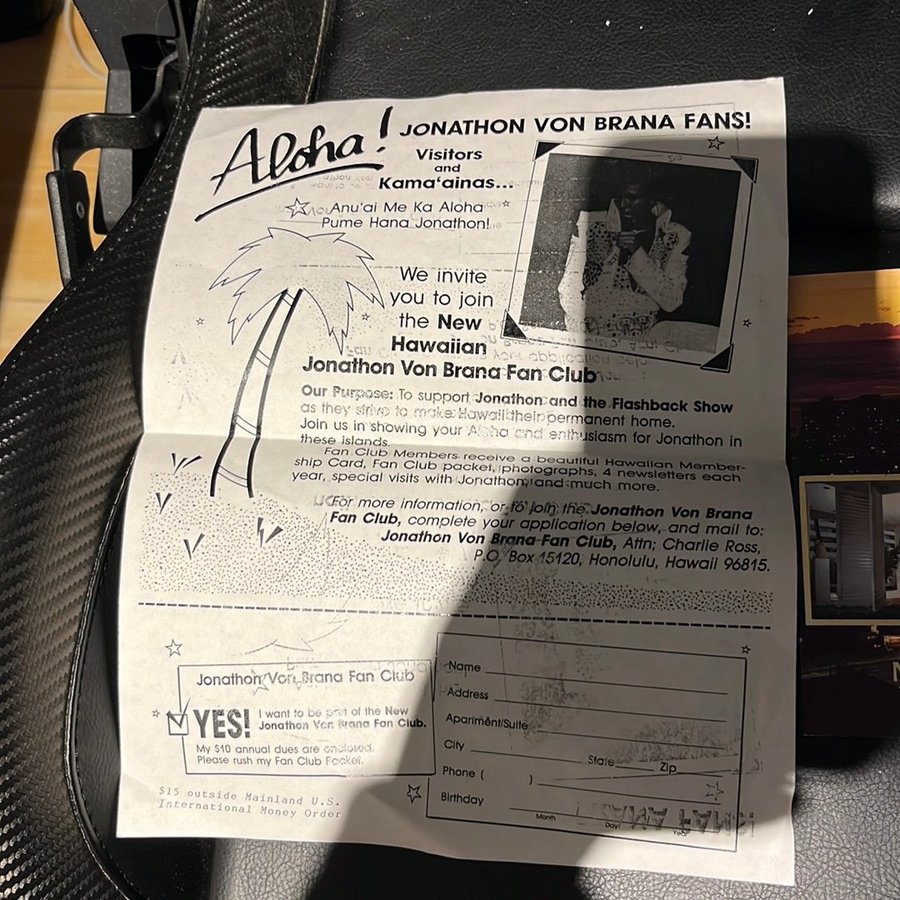 Aloha! JONATHON VON BRANA FANS!
Visitors
and
Kama'ainas...
Anu'ai Me Ka Aloha
Pume Hana Jonathon!
We invite
you to join
the New
Hawaiian
Jonathon Von Brana Fan Club
Our Purpose: To support Jonathon and the Flashback Show
as they strive to make Hawaii their permanent home.
Join us in showing your Aloha and enthusiasm for Jonathon in
these islands.
Fan Club Members receive a beautiful Hawaiian Member-
ship Card, Fan Club packet, photographs, 4 newsletters each
year, special visits with Jonathon, and much more.
For more information, or to join the Jonathon Von Brana
Fan Club, complete your application below, and mail to:
Jonathon Von Brana Fan Club, Attn; Charlie Ross,
P.O. Box 15120, Honolulu, Hawaii 96815.
Jonathon Von Brana Fan Club
YES! I want to be part of the New
Jonathon Von Brana Fan Club.
My $10 annual dues are enclosed.
Please rush my Fan Club Packet.
$15 outside Mainland U.S.
International Money Order
Name
Address
Apartment/Suite
City
State Zip
Phone ( )
Birthday
Month Day Year